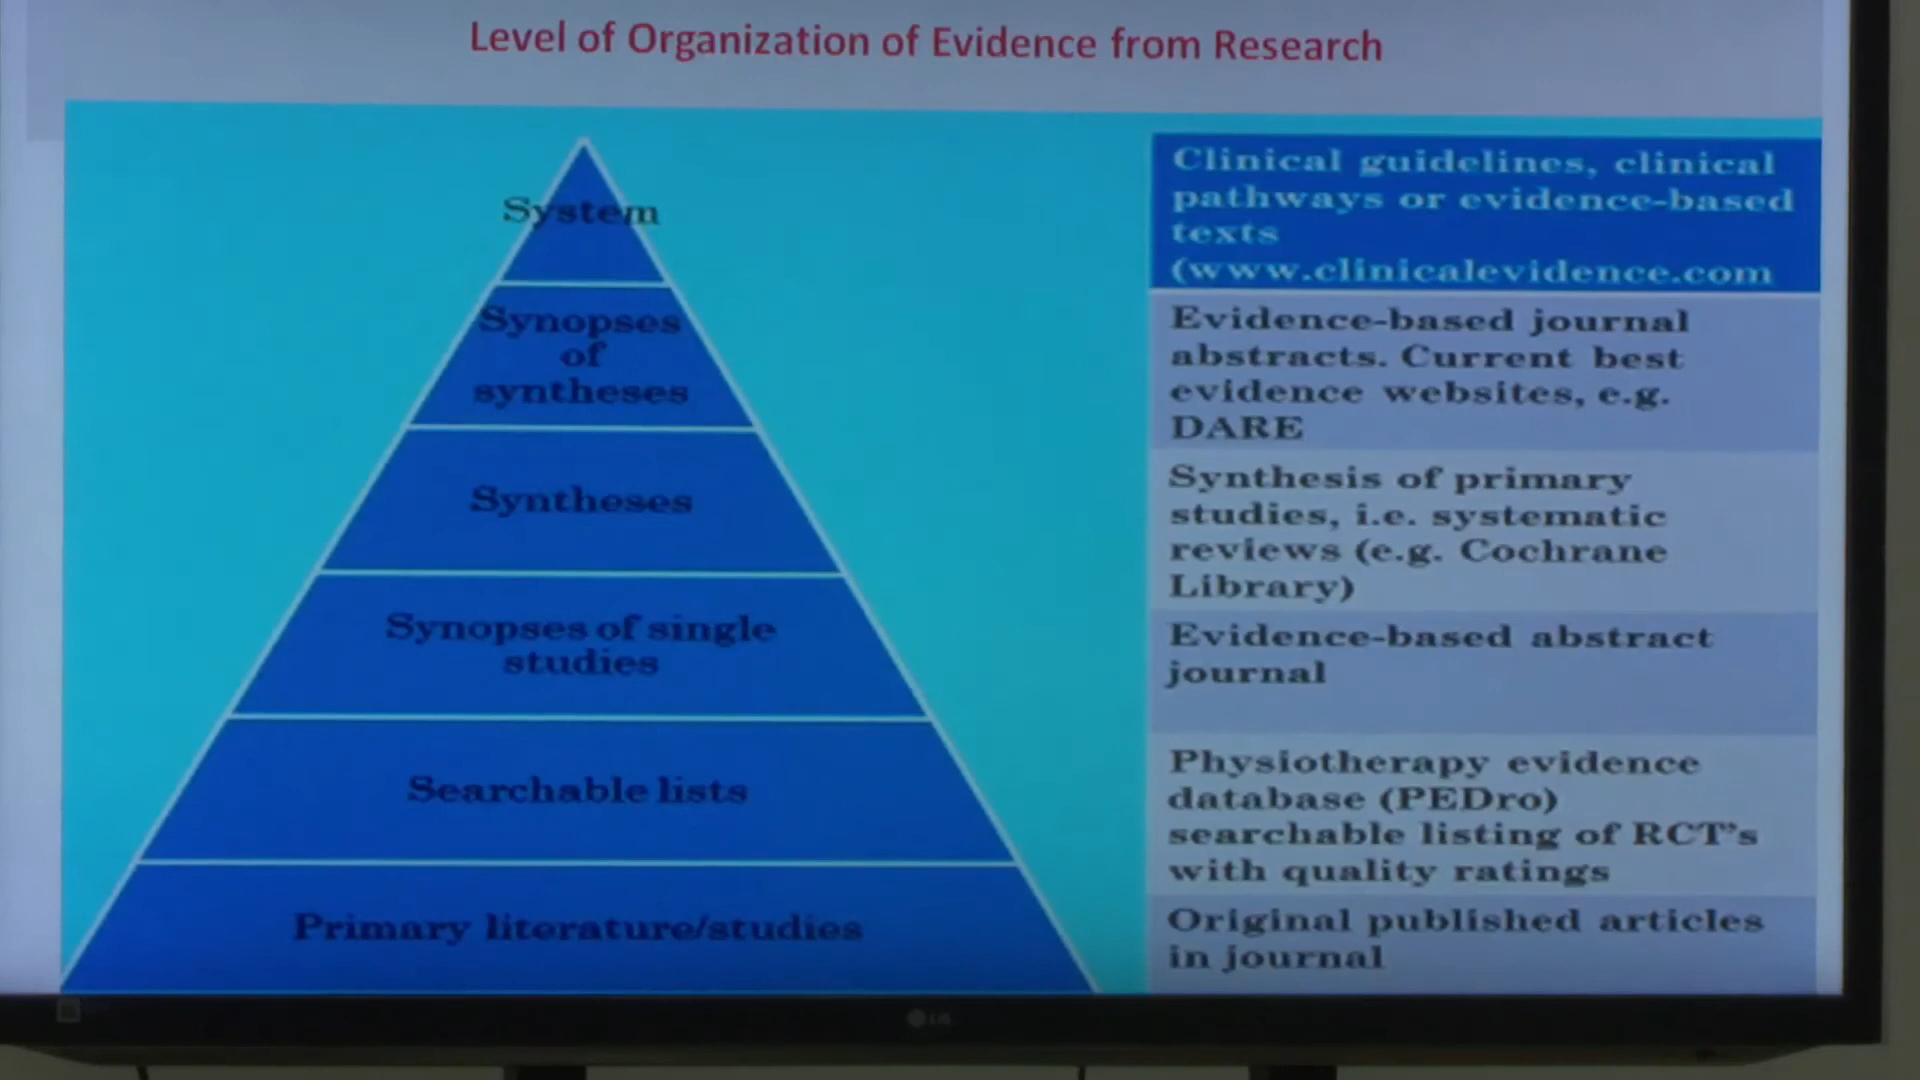 Level of Organization of Evidence from Research
System
Synopses
of
syntheses
Syntheses
Synopses of single
studies
Searchable lists
Primary literature/studies
Clinical guidelines, clinical
pathways or evidence-based
texts
(www.clinicalevidence.com
Evidence-based journal
abstracts. Current best
evidence websites, e.g.
DARE
Synthesis of primary
studies, i.e. systematic
reviews (e.g. Cochrane
Library)
Evidence-based abstract
journal
Physiotherapy evidence
database (PEDro)
searchable listing of RCT's
with quality ratings
Original published articles
in journal
LG